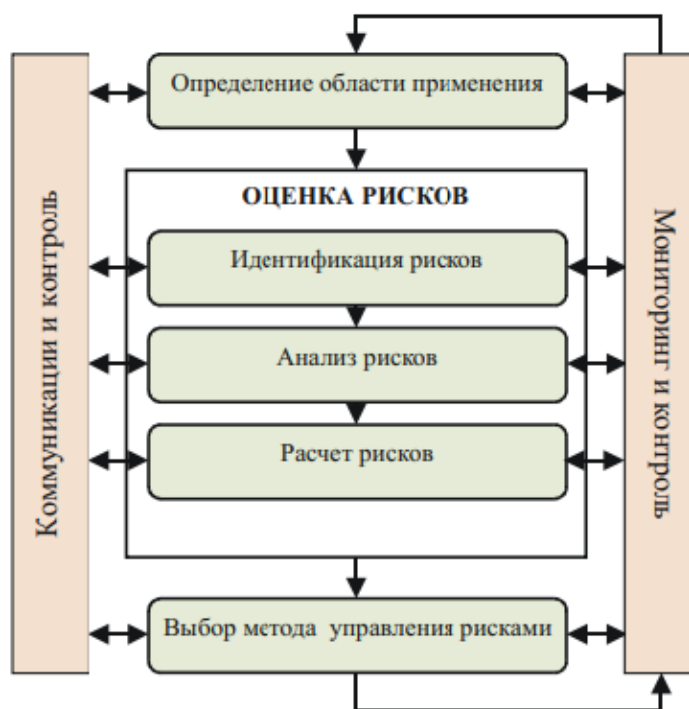 Определение области применения
ОЦЕНКА РИСКОВ
Идентификация рисков
Анализ рисков
Расчет рисков
Выбор метода управления рисками
Коммуникации и контроль
Мониторинг и контроль